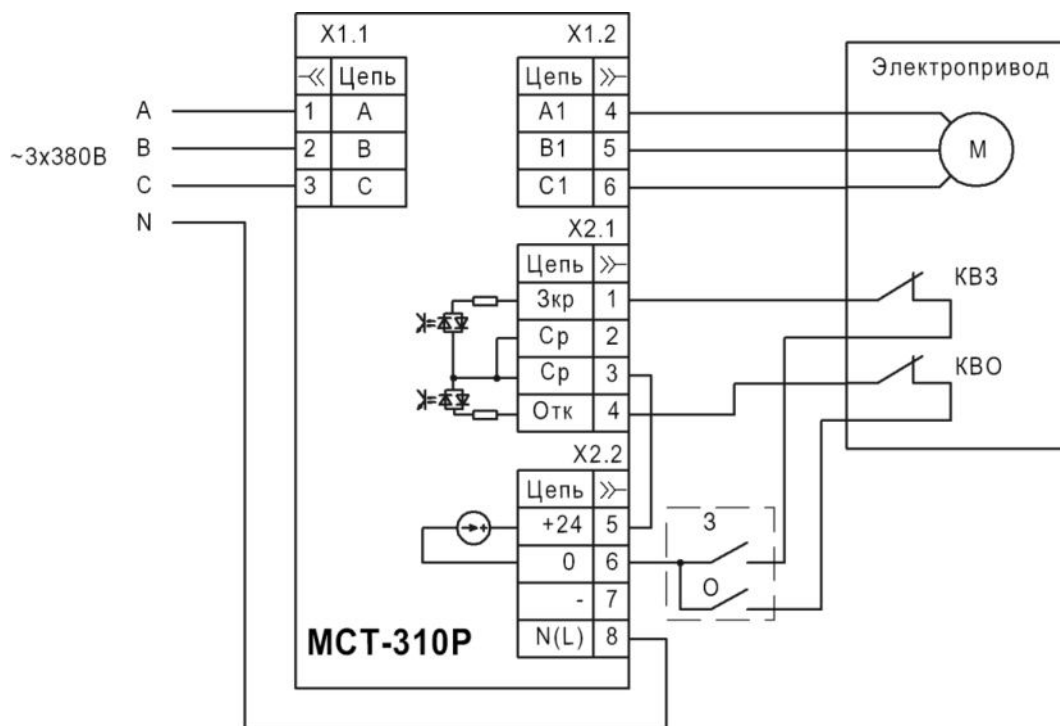 X1.1
Цепь
1 A
2 B
3 C
A
B
C
N
~3x380В
X1.2
Цепь
A1 4
B1 5
C1 6
X2.1
Цепь
Зкр 1
Ср 2
Ср 3
Отк 4
X2.2
Цепь
+24 5
0 6
- 7
N(L) 8
МСТ-310Р
Электропривод
М
КВЗ
КВО
З
О